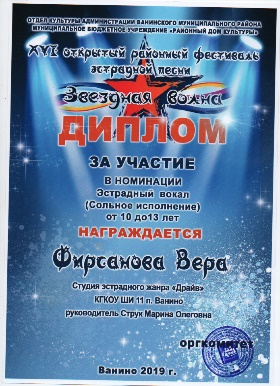 ОТДЕЛ КУЛЬТУРЫ АДМИНИСТРАЦИИ ВАНИНСКОГО МУНИЦИПАЛЬНОГО РАЙОНА
МУНИЦИПАЛЬНОЕ БЮДЖЕТНОЕ УЧРЕЖДЕНИЕ «РАЙОННЫЙ ДОМ КУЛЬТУРЫ»
XVI открытый районный фестиваль
эстрадной песни
Звездная волна
ДИПЛОМ
ЗА УЧАСТИЕ
В НОМИНАЦИИ
Эстрадный вокал
(Сольное исполнение)
от 10 до13 лет
НАГРАЖДАЕТСЯ
Фирсанова Вера
Студия эстрадного жанра «Драйв»
КГКОУ ШИ 11 п. Ванино
руководитель Струк Марина Олеговна
оргкомитет
Ванино 2019 г.